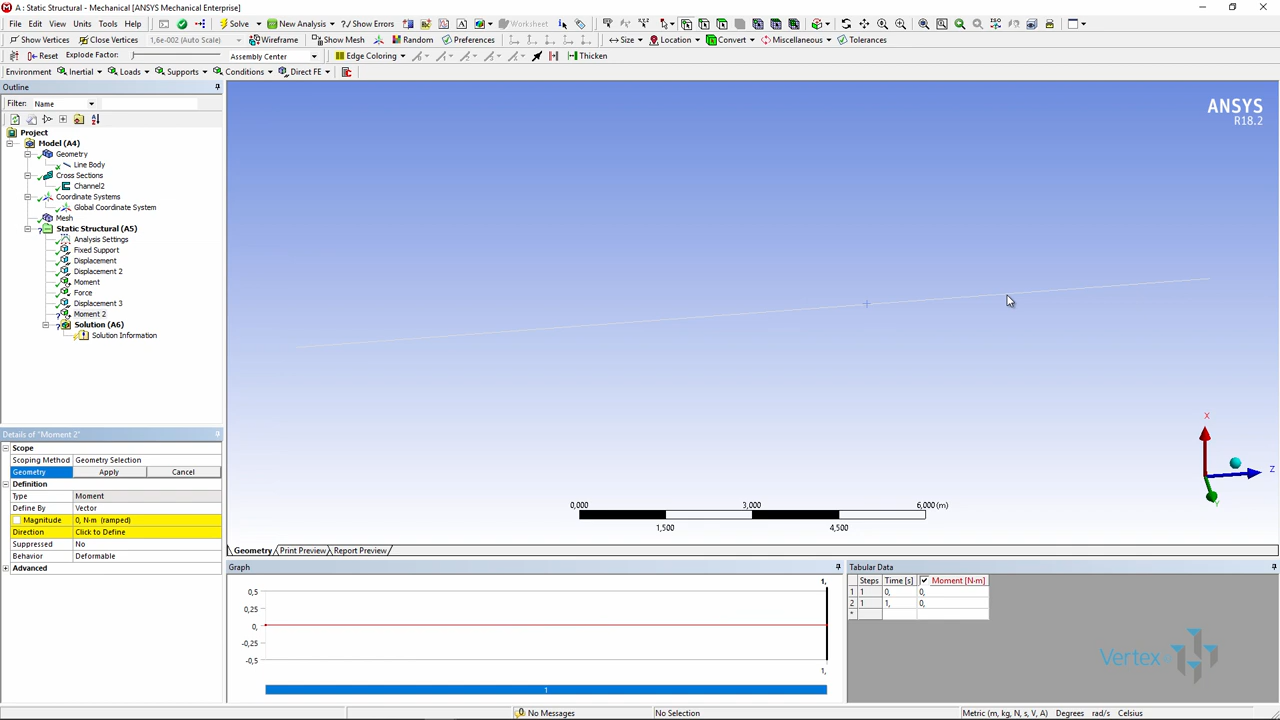 A : Static Structural - Mechanical [ANSYS Mechanical Enterprise]
File Edit View Units Tools Help Solve New Analysis ?/ Show Errors Worksheet
Show Vertices Close Vertices 1,6e-002 (Auto Scale) Wireframe Show Mesh Random Preferences Size Location Convert Miscellaneous Tolerances
Reset Explode Factor: Assembly Center Edge Coloring Thicken
Environment Inertial Loads Supports Conditions Direct FE
Outline
Filter: Name
Project
Model (A4)
Geometry
Line Body
Cross Sections
Channel2
Coordinate Systems
Global Coordinate System
Mesh
Static Structural (A5)
Analysis Settings
Fixed Support
Displacement
Displacement 2
Moment
Force
Displacement 3
Moment 2
Solution (A6)
Solution Information
ANSYS
R18.2
X
Z
Y
0,000 3,000 6,000 (m)
1,500 4,500
Details of "Moment 2"
Scope
Scoping Method Geometry Selection
Geometry Apply Cancel
Definition
Type Moment
Define By Vector
Magnitude 0, N·m (ramped)
Direction Click to Define
Suppressed No
Behavior Deformable
Advanced
Geometry Print Preview Report Preview
Graph
1,
0,5
0,25
0,
-0,25
-0,5
1,
1
Tabular Data
Steps Time [s] Moment [N·m]
1 1 0, 0,
2 1 1, 0,
*
Vertex
No Messages No Selection Metric (m, kg, N, s, V, A) Degrees rad/s Celsius